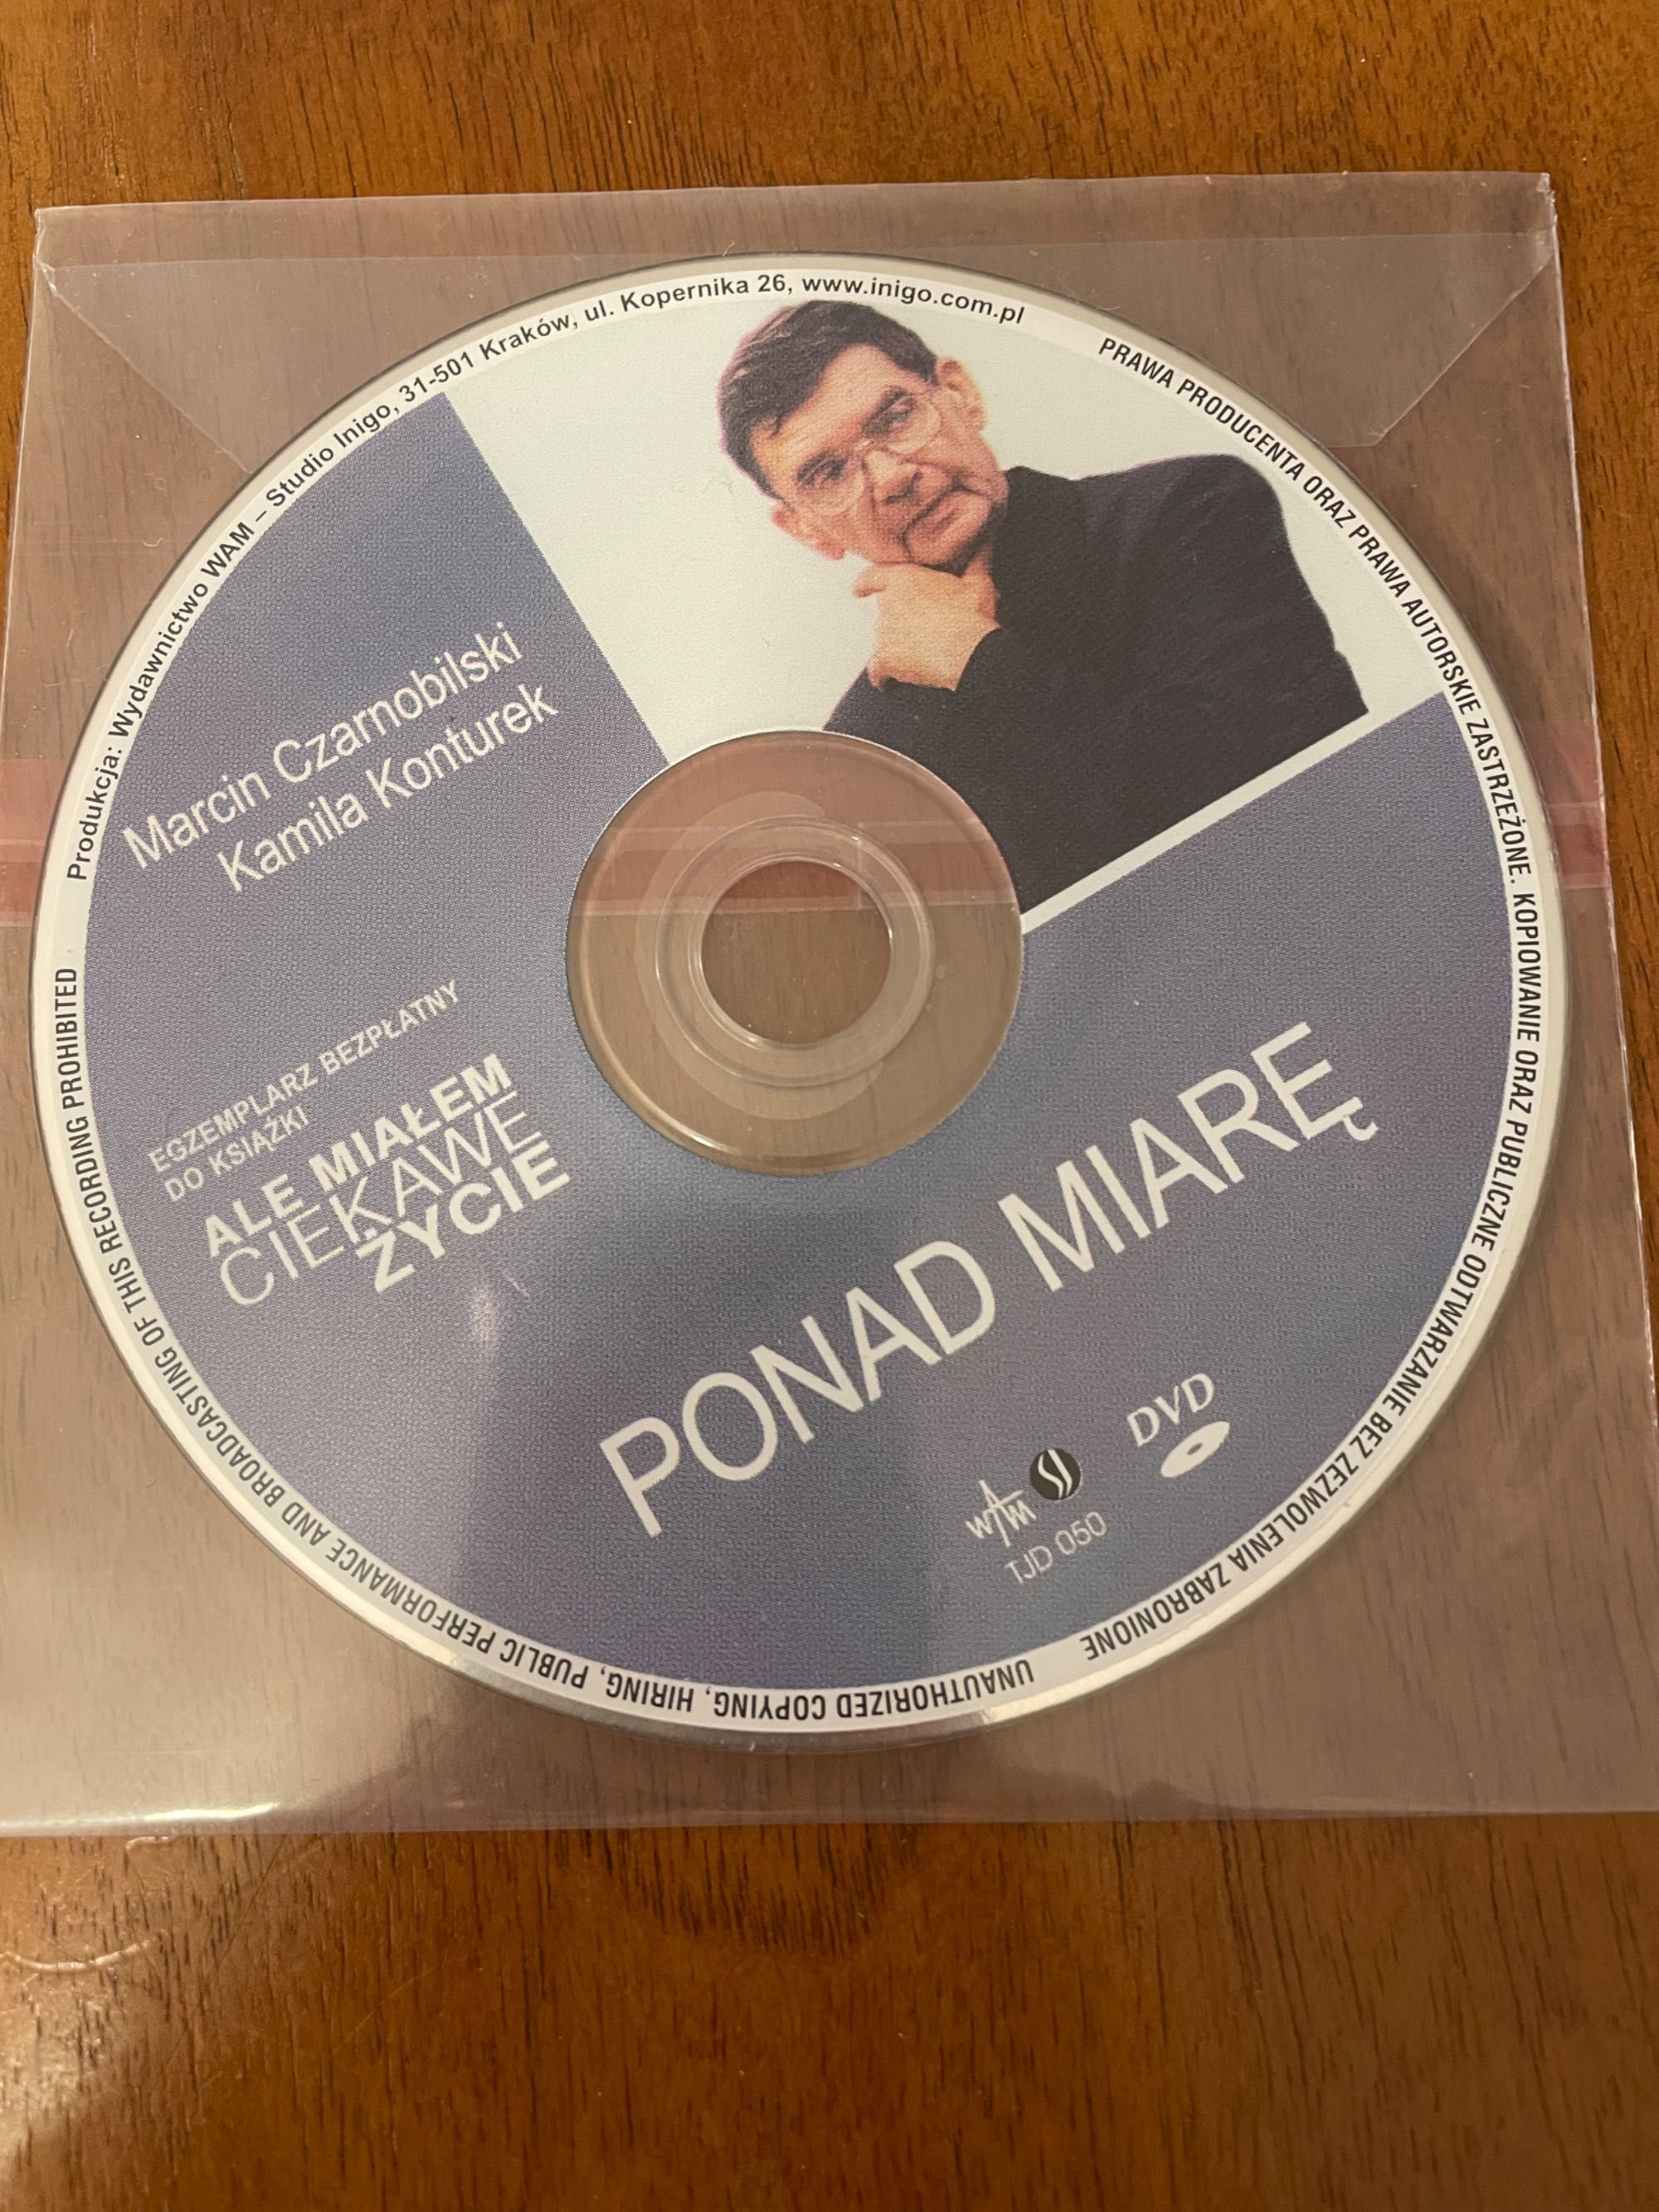 Produkcja: Wydawnictwo WAM – Studio Inigo, 31-501 Kraków, ul. Kopernika 26, www.inigo.com.pl
PRAWA PRODUCENTA ORAZ PRAWA AUTORSKIE ZASTRZEŻONE. KOPIOWANIE ORAZ PUBLICZNE ODTWARZANIE BEZ ZEZWOLENIA ZABRONIONE
UNAUTHORIZED COPYING, HIRING, PUBLIC PERFORMANCE AND BROADCASTING OF THIS RECORDING PROHIBITED
Marcin Czarnobilski
Kamila Konturek
EGZEMPLARZ BEZPŁATNY
DO KSIĄŻKI
ALE MIAŁEM
CIEKAWE
ŻYCIE
PONAD MIARĘ
DVD
wAm SJ
TJD 050